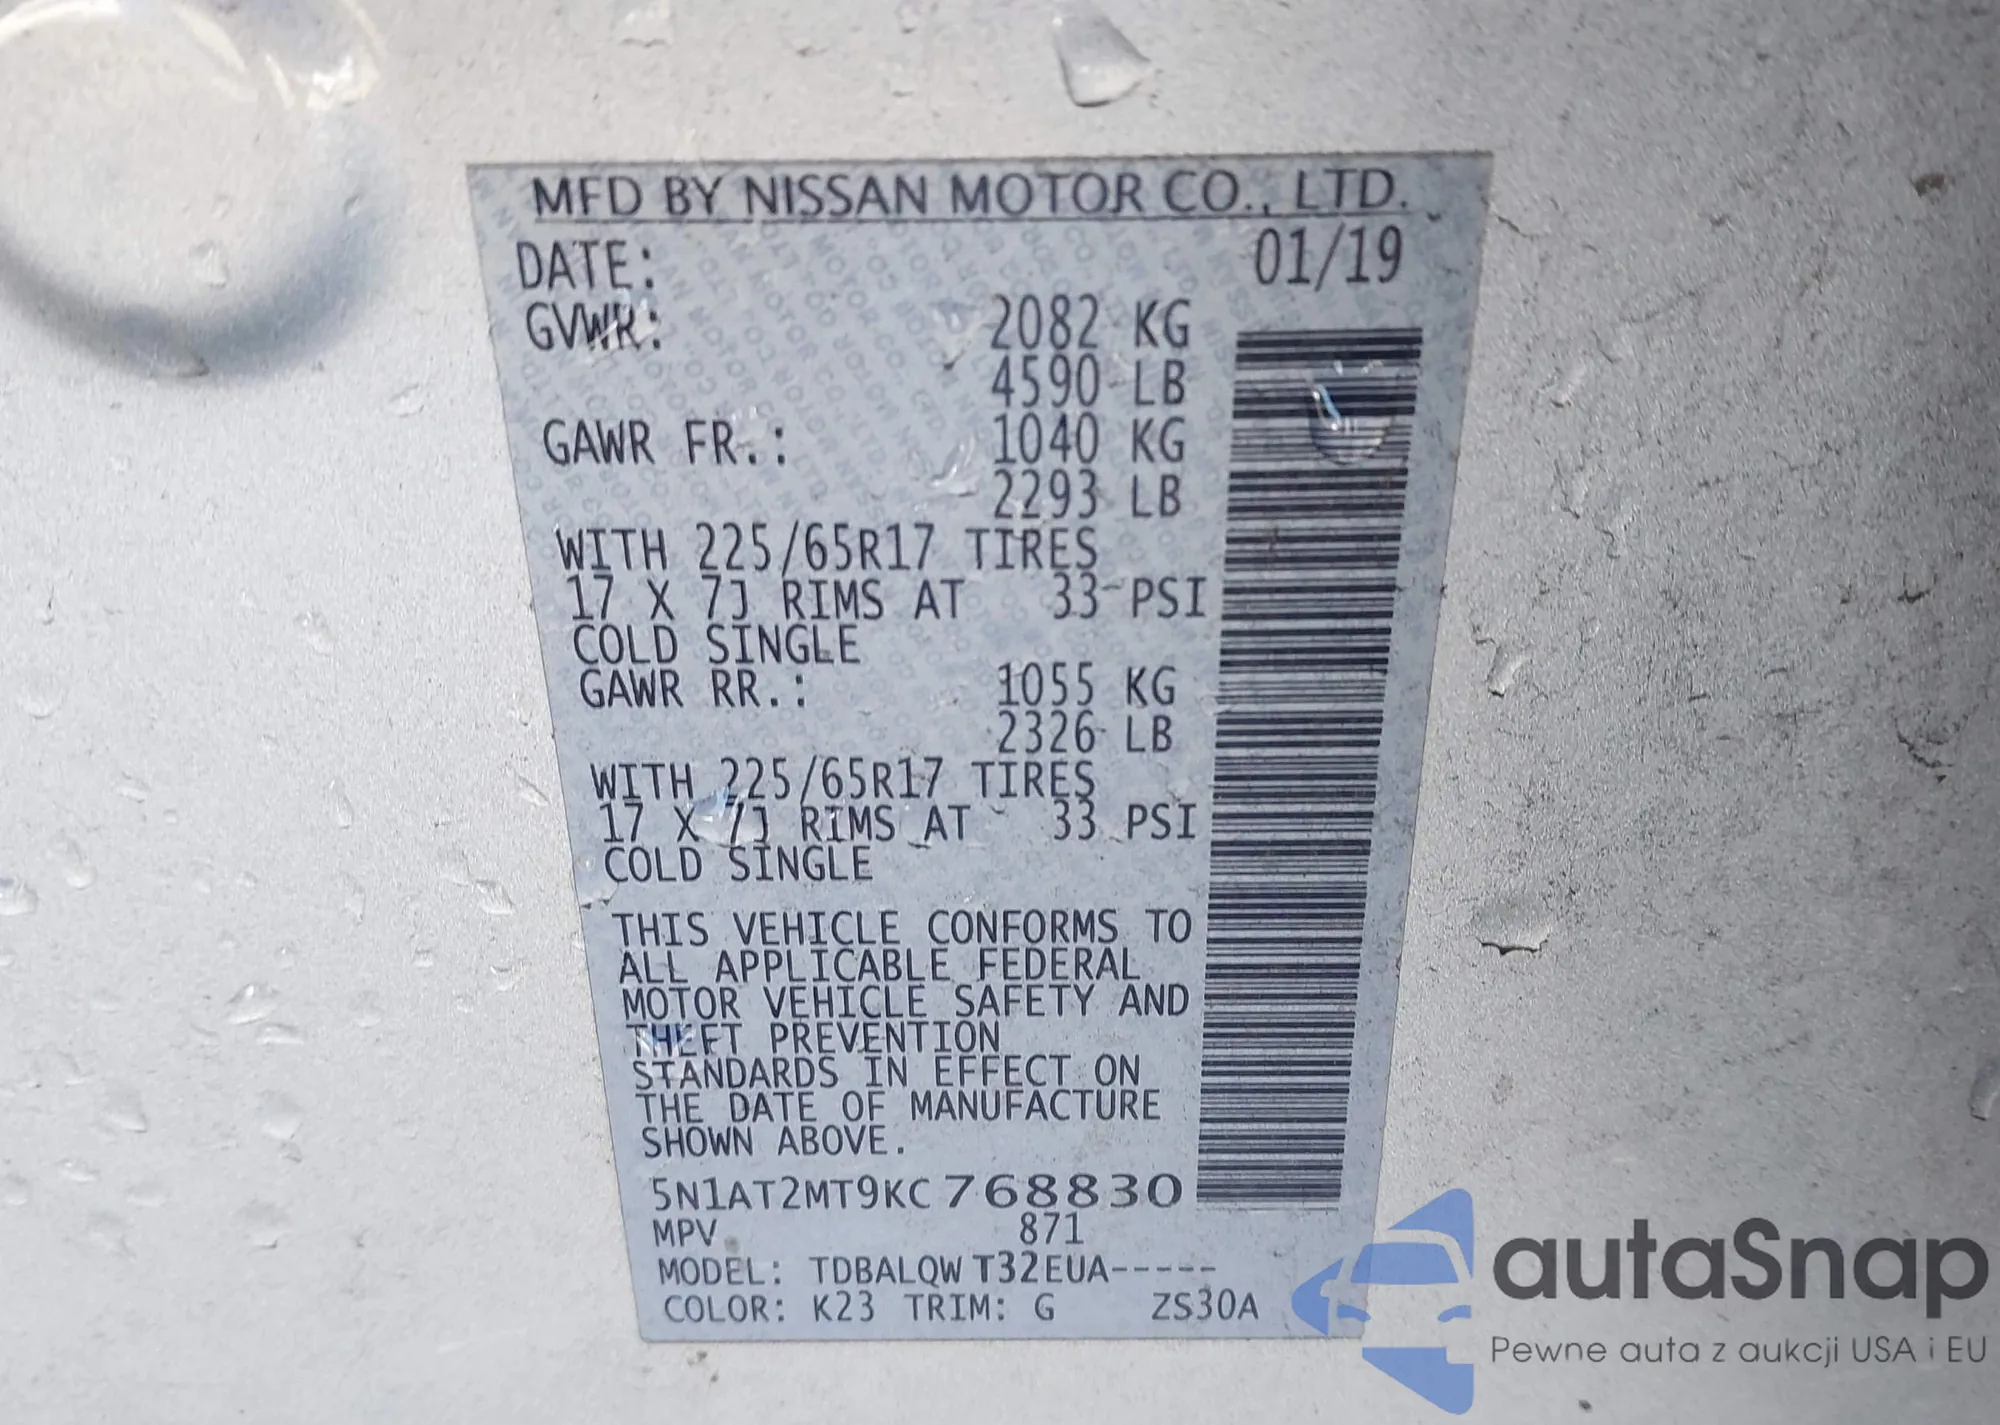 MFD BY NISSAN MOTOR CO., LTD.
DATE: 01/19
GVWR: 2082 KG
4590 LB
GAWR FR.: 1040 KG
2293 LB
WITH 225/65R17 TIRES
17 X 7J RIMS AT 33 PSI
COLD SINGLE
GAWR RR.: 1055 KG
2326 LB
WITH 225/65R17 TIRES
17 X 7J RIMS AT 33 PSI
COLD SINGLE
THIS VEHICLE CONFORMS TO
ALL APPLICABLE FEDERAL
MOTOR VEHICLE SAFETY AND
THEFT PREVENTION
STANDARDS IN EFFECT ON
THE DATE OF MANUFACTURE
SHOWN ABOVE.
5N1AT2MT9KC768830
MPV 871
MODEL: TDBALQW T32EUA-----
COLOR: K23 TRIM: G ZS30A
autaSnap
Pewne auta z aukcji USA i EU